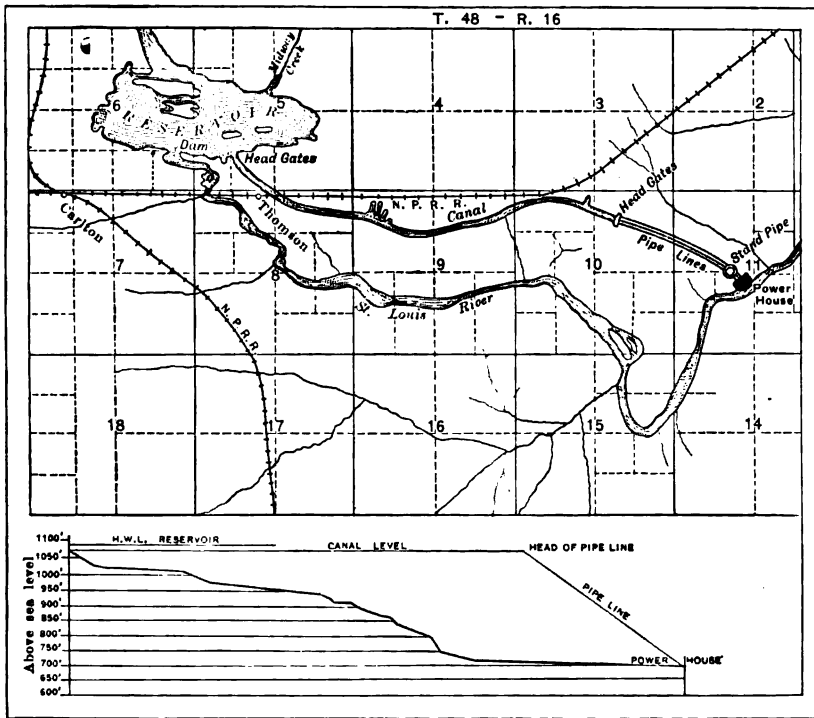 T. 48 - R. 16
Midway Creek
6
5
4
3
2
RESERVOIR
Dam
Head Gates
Carlton
Thomson
N. P. R. R.
Canal
Head Gates
Pipe Lines
Stand Pipe
Power House
7
8
9
10
11
St. Louis River
N. P. R. R.
18
17
16
15
14
Above sea level
1100'
1050'
1000'
950'
900'
850'
800'
750'
700'
650'
600'
H.W.L, RESERVOIR
CANAL LEVEL
HEAD OF PIPE LINE
PIPE LINE
POWER HOUSE